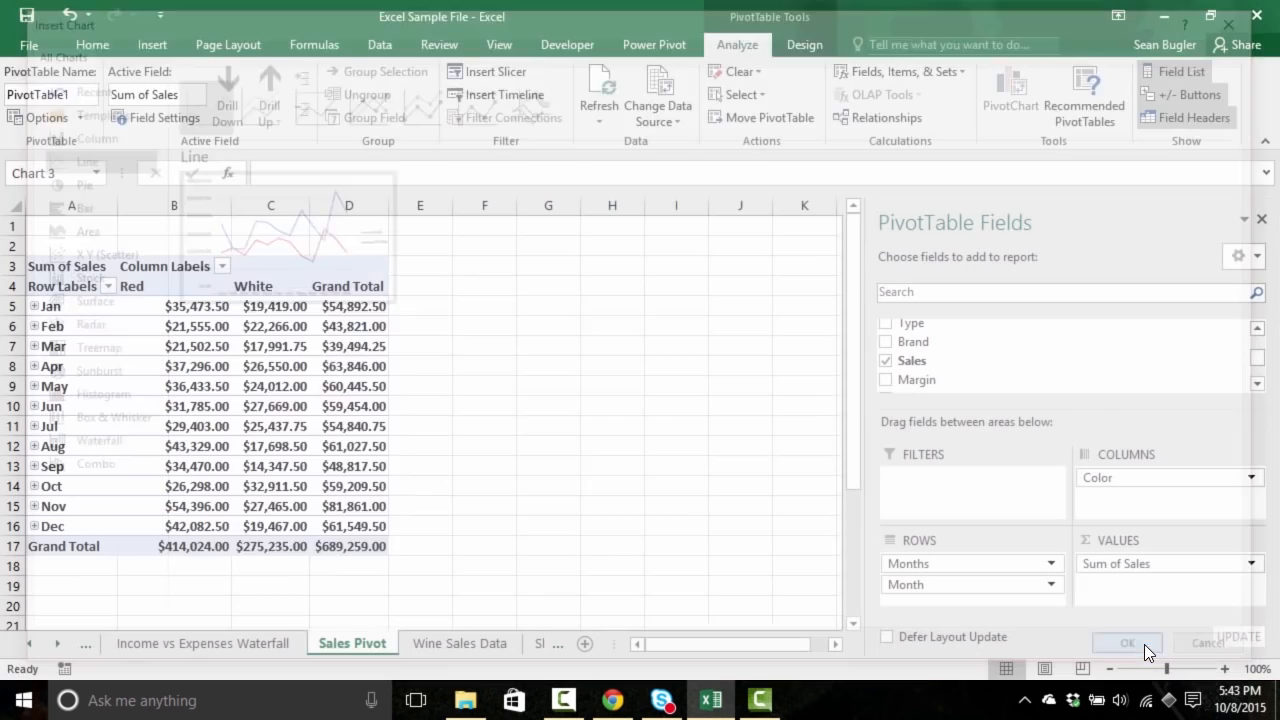 Insert Chart
Excel Sample File - Excel
PivotTable Tools
File Home Insert Page Layout Formulas Data Review View Developer Power Pivot Analyze Design Tell me what you want to do... Sean Bugler Share
All Charts
PivotTable Name: Active Field:
PivotTable1 Sum of Sales
Options Field Settings
Drill Down Drill Up
Group Selection
Ungroup
Group Field
Insert Slicer
Insert Timeline
Filter Connections
Refresh Change Data Source
Clear
Select
Move PivotTable
Fields, Items, & Sets
OLAP Tools
Relationships
PivotChart Recommended PivotTables
Field List
+/- Buttons
Field Headers
PivotTable Active Field Group Filter Data Actions Calculations Tools Show
Column
Line
Pie
Bar
Area
X Y (Scatter)
Stock
Surface
Radar
Treemap
Sunburst
Histogram
Box & Whisker
Waterfall
Combo
Line
Chart 3 fx
A B C D E F G H I J K
1
2
3 Sum of Sales Column Labels
4 Row Labels Red White Grand Total
5 Jan $35,473.50 $19,419.00 $54,892.50
6 Feb $21,555.00 $22,266.00 $43,821.00
7 Mar $21,502.50 $17,991.75 $39,494.25
8 Apr $37,296.00 $26,550.00 $63,846.00
9 May $36,433.50 $24,012.00 $60,445.50
10 Jun $31,785.00 $27,669.00 $59,454.00
11 Jul $29,403.00 $25,437.75 $54,840.75
12 Aug $43,329.00 $17,698.50 $61,027.50
13 Sep $34,470.00 $14,347.50 $48,817.50
14 Oct $26,298.00 $32,911.50 $59,209.50
15 Nov $54,396.00 $27,465.00 $81,861.00
16 Dec $42,082.50 $19,467.00 $61,549.50
17 Grand Total $414,024.00 $275,235.00 $689,259.00
18
19
20
21
PivotTable Fields
Choose fields to add to report:
Search
Type
Brand
Sales
Margin
Drag fields between areas below:
FILTERS COLUMNS
Color
ROWS Σ VALUES
Months Sum of Sales
Month
Defer Layout Update OK Cancel UPDATE
... Income vs Expenses Waterfall Sales Pivot Wine Sales Data Sl ...
Ready 100%
Ask me anything
5:43 PM
10/8/2015